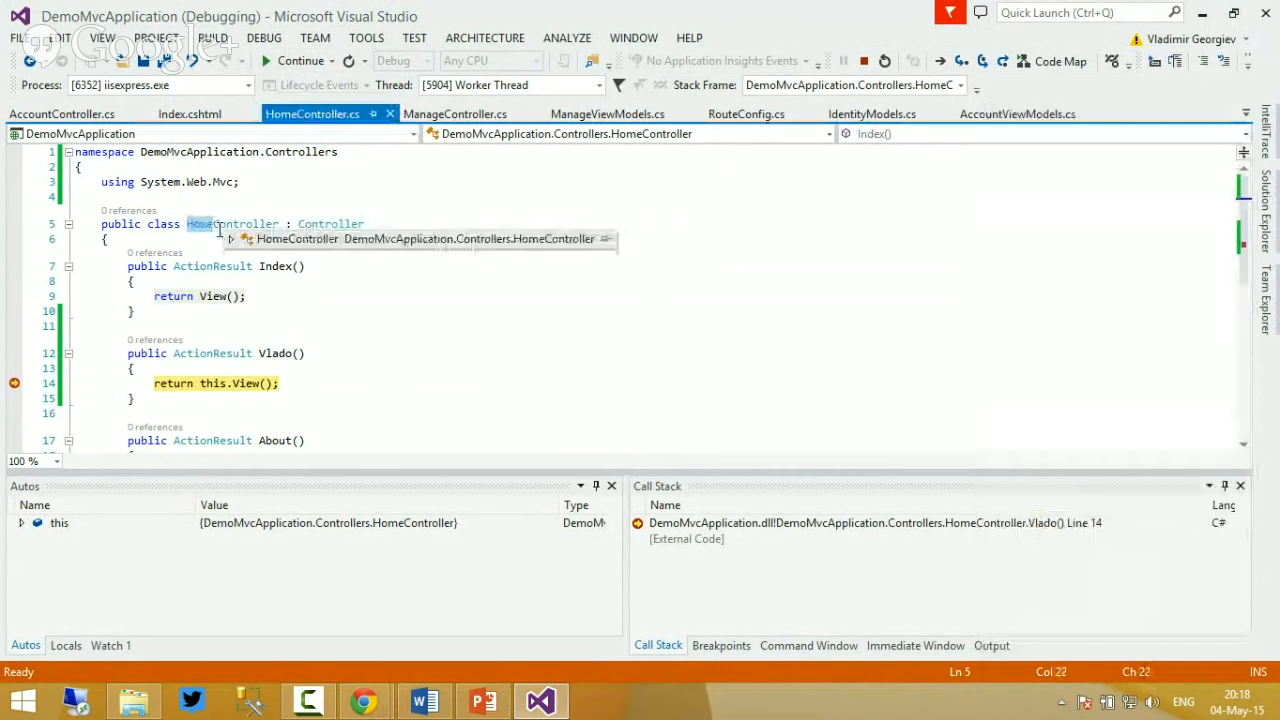 DemoMvcApplication (Debugging) - Microsoft Visual Studio
Quick Launch (Ctrl+Q)
FILE EDIT VIEW PROJECT BUILD DEBUG TEAM TOOLS TEST ARCHITECTURE ANALYZE WINDOW HELP
Vladimir Georgiev
Google+
Continue Debug Any CPU No Application Insights Events Code Map
Process: [6352] iisexpress.exe Lifecycle Events Thread: [5904] Worker Thread Stack Frame: DemoMvcApplication.Controllers.HomeC
AccountController.cs Index.cshtml HomeController.cs ManageController.cs ManageViewModels.cs RouteConfig.cs IdentityModels.cs AccountViewModels.cs
DemoMvcApplication DemoMvcApplication.Controllers.HomeController Index()
1 namespace DemoMvcApplication.Controllers
2 {
3 using System.Web.Mvc;
4
0 references
5 public class HomeController : Controller
6 {
HomeController DemoMvcApplication.Controllers.HomeController
0 references
7 public ActionResult Index()
8 {
9 return View();
10 }
11
0 references
12 public ActionResult Vlado()
13 {
14 return this.View();
15 }
16
0 references
17 public ActionResult About()
100 %
IntelliTrace
Solution Explorer
Team Explorer
Autos
Name Value Type
this {DemoMvcApplication.Controllers.HomeController} DemoM
Autos Locals Watch 1
Call Stack
Name Lang
DemoMvcApplication.dll!DemoMvcApplication.Controllers.HomeController.Vlado() Line 14 C#
[External Code]
Call Stack Breakpoints Command Window Immediate Window Output
Ready Ln 5 Col 22 Ch 22 INS
ENG
20:18
04-May-15